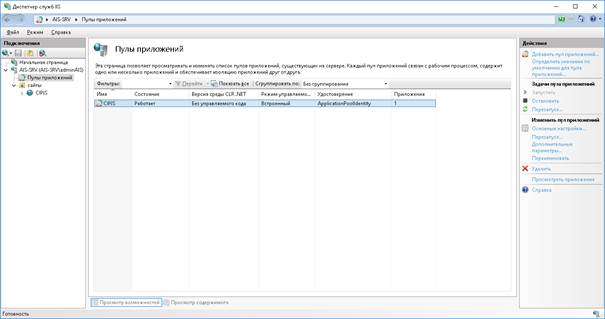 Диспетчер служб IIS
AIS-SRV ▸ Пулы приложений
Файл Режим Справка
Подключения
Начальная страница
AIS-SRV (AIS-SRV\adminAIS)
Пулы приложений
сайты
CIRIS
Пулы приложений
Эта страница позволяет просматривать и изменять список пулов приложений, существующих на сервере. Каждый пул приложений связан с рабочим процессом, содержит
одно или несколько приложений и обеспечивает изоляцию приложений друг от друга.
Фильтры: Перейти Показать все Сгруппировать по: Без группирования
Имя Состояние Версия среды CLR .NET Режим управляемо... Удостоверение Приложения
CIRIS Работает Без управляемого кода Встроенный ApplicationPoolIdentity 1
Просмотр возможностей Просмотр содержимого
Действия
Добавить пул приложений...
Определить значения по
умолчанию для пула
приложений...
Задачи пула приложений
Запустить
Остановить
Перезапуск...
Изменить пул приложений
Основные настройки...
Перезапуск...
Дополнительные
параметры...
Переименовать
Удалить
Просмотреть приложения
Справка
Готовность